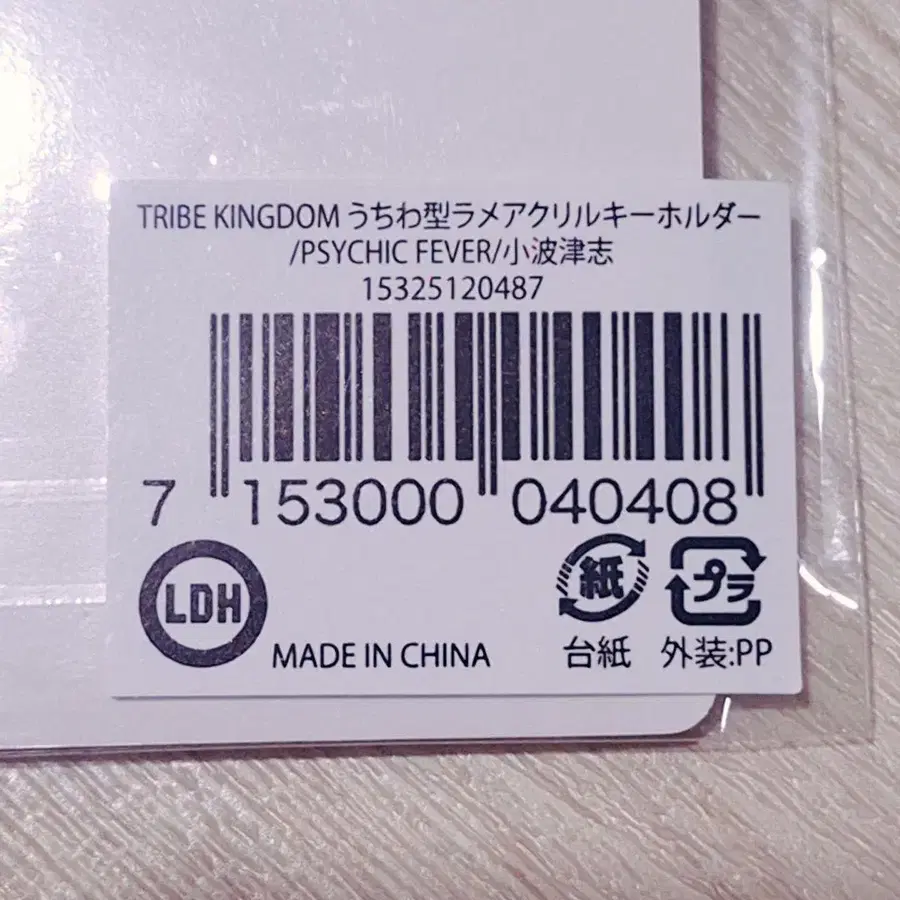 TRIBE KINGDOM うちわ型ラメアクリルキーホルダー
/PSYCHIC FEVER/小波津志
15325120487
7 153000 040408
LDH
MADE IN CHINA
紙
台紙
プラ
外装:PP